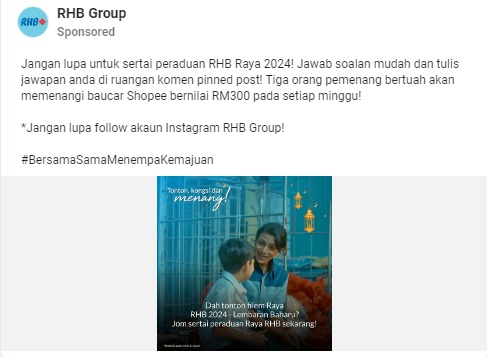 RHB Group
RHB
Sponsored
Jangan lupa untuk sertai peraduan RHB Raya 2024! Jawab soalan mudah dan tulis
jawapan anda di ruangan komen pinned post! Tiga orang pemenang bertuah akan
memenangi baucar Shopee bernilai RM300 pada setiap minggu!
*Jangan lupa follow akaun Instagram RHB Group!
#BersamaSamaMenempaKemajuan
Tonton, kongsi dan
menang!
Dah tonton filem Raya
RHB 2024 - Lembaran Baharu?
Jom sertai peraduan Raya RHB sekarang!